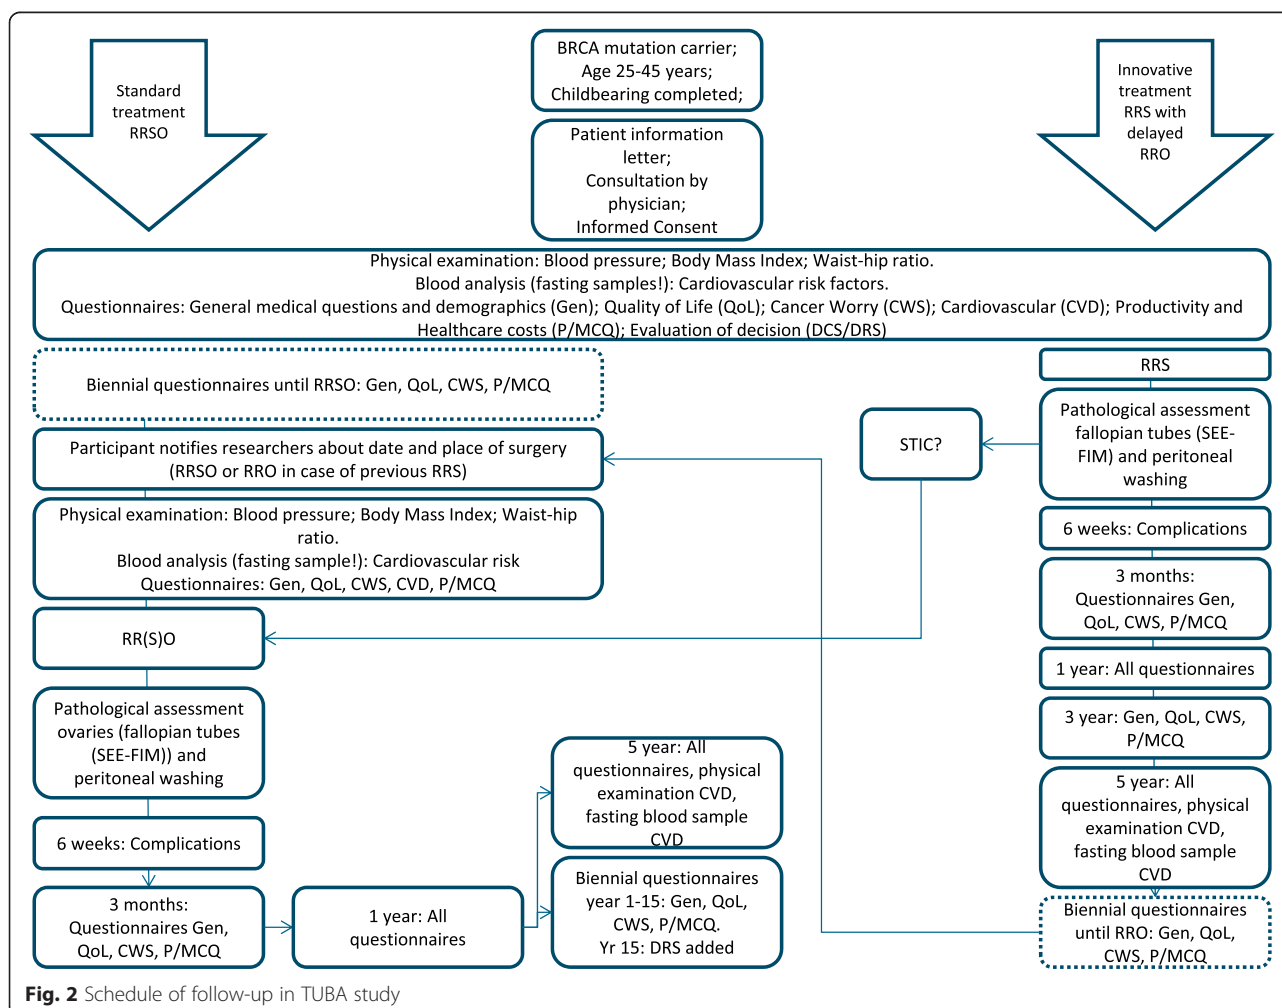 Standard
treatment
RRSO
BRCA mutation carrier;
Age 25-45 years;
Childbearing completed;
Patient information
letter;
Consultation by
physician;
Informed Consent
Innovative
treatment
RRS with
delayed
RRO
Physical examination: Blood pressure; Body Mass Index; Waist-hip ratio.
Blood analysis (fasting samples!): Cardiovascular risk factors.
Questionnaires: General medical questions and demographics (Gen); Quality of Life (QoL); Cancer Worry (CWS); Cardiovascular (CVD); Productivity and
Healthcare costs (P/MCQ); Evaluation of decision (DCS/DRS)
Biennial questionnaires until RRSO: Gen, QoL, CWS, P/MCQ
Participant notifies researchers about date and place of surgery
(RRSO or RRO in case of previous RRS)
Physical examination: Blood pressure; Body Mass Index; Waist-hip
ratio.
Blood analysis (fasting sample!): Cardiovascular risk
Questionnaires: Gen, QoL, CWS, CVD, P/MCQ
RR(S)O
Pathological assessment
ovaries (fallopian tubes
(SEE-FIM)) and
peritoneal washing
6 weeks: Complications
3 months:
Questionnaires Gen,
QoL, CWS, P/MCQ
1 year: All
questionnaires
5 year: All
questionnaires, physical
examination CVD,
fasting blood sample
CVD
Biennial questionnaires
year 1-15: Gen, QoL,
CWS, P/MCQ.
Yr 15: DRS added
STIC?
RRS
Pathological assessment
fallopian tubes (SEE-
FIM) and peritoneal
washing
6 weeks: Complications
3 months:
Questionnaires Gen,
QoL, CWS, P/MCQ
1 year: All questionnaires
3 year: Gen, QoL, CWS,
P/MCQ
5 year: All
questionnaires, physical
examination CVD,
fasting blood sample
CVD
Biennial questionnaires
until RRO: Gen, QoL,
CWS, P/MCQ
Fig. 2 Schedule of follow-up in TUBA study